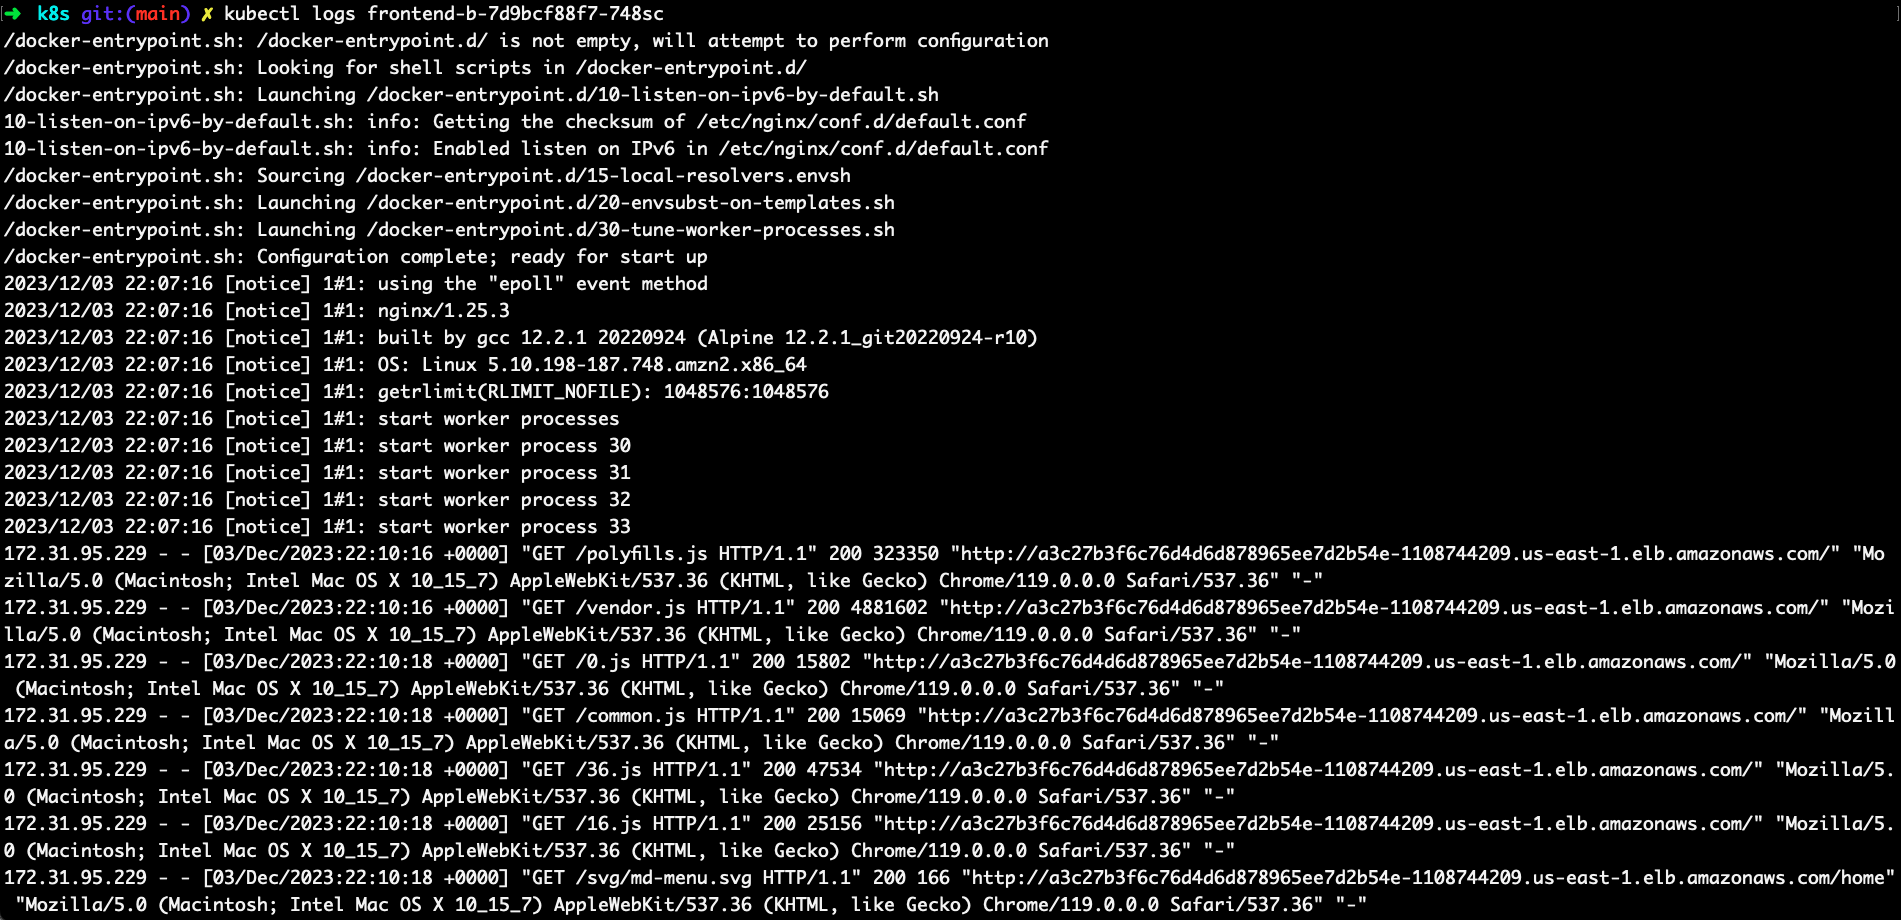 ➜ k8s git:(main) ✗ kubectl logs frontend-b-7d9bcf88f7-748sc
/docker-entrypoint.sh: /docker-entrypoint.d/ is not empty, will attempt to perform configuration
/docker-entrypoint.sh: Looking for shell scripts in /docker-entrypoint.d/
/docker-entrypoint.sh: Launching /docker-entrypoint.d/10-listen-on-ipv6-by-default.sh
10-listen-on-ipv6-by-default.sh: info: Getting the checksum of /etc/nginx/conf.d/default.conf
10-listen-on-ipv6-by-default.sh: info: Enabled listen on IPv6 in /etc/nginx/conf.d/default.conf
/docker-entrypoint.sh: Sourcing /docker-entrypoint.d/15-local-resolvers.envsh
/docker-entrypoint.sh: Launching /docker-entrypoint.d/20-envsubst-on-templates.sh
/docker-entrypoint.sh: Launching /docker-entrypoint.d/30-tune-worker-processes.sh
/docker-entrypoint.sh: Configuration complete; ready for start up
2023/12/03 22:07:16 [notice] 1#1: using the "epoll" event method
2023/12/03 22:07:16 [notice] 1#1: nginx/1.25.3
2023/12/03 22:07:16 [notice] 1#1: built by gcc 12.2.1 20220924 (Alpine 12.2.1_git20220924-r10)
2023/12/03 22:07:16 [notice] 1#1: OS: Linux 5.10.198-187.748.amzn2.x86_64
2023/12/03 22:07:16 [notice] 1#1: getrlimit(RLIMIT_NOFILE): 1048576:1048576
2023/12/03 22:07:16 [notice] 1#1: start worker processes
2023/12/03 22:07:16 [notice] 1#1: start worker process 30
2023/12/03 22:07:16 [notice] 1#1: start worker process 31
2023/12/03 22:07:16 [notice] 1#1: start worker process 32
2023/12/03 22:07:16 [notice] 1#1: start worker process 33
172.31.95.229 - - [03/Dec/2023:22:10:16 +0000] "GET /polyfills.js HTTP/1.1" 200 323350 "http://a3c27b3f6c76d4d6d878965ee7d2b54e-1108744209.us-east-1.elb.amazonaws.com/" "Mo
zilla/5.0 (Macintosh; Intel Mac OS X 10_15_7) AppleWebKit/537.36 (KHTML, like Gecko) Chrome/119.0.0.0 Safari/537.36" "-"
172.31.95.229 - - [03/Dec/2023:22:10:16 +0000] "GET /vendor.js HTTP/1.1" 200 4881602 "http://a3c27b3f6c76d4d6d878965ee7d2b54e-1108744209.us-east-1.elb.amazonaws.com/" "Mozi
lla/5.0 (Macintosh; Intel Mac OS X 10_15_7) AppleWebKit/537.36 (KHTML, like Gecko) Chrome/119.0.0.0 Safari/537.36" "-"
172.31.95.229 - - [03/Dec/2023:22:10:18 +0000] "GET /0.js HTTP/1.1" 200 15802 "http://a3c27b3f6c76d4d6d878965ee7d2b54e-1108744209.us-east-1.elb.amazonaws.com/" "Mozilla/5.0
 (Macintosh; Intel Mac OS X 10_15_7) AppleWebKit/537.36 (KHTML, like Gecko) Chrome/119.0.0.0 Safari/537.36" "-"
172.31.95.229 - - [03/Dec/2023:22:10:18 +0000] "GET /common.js HTTP/1.1" 200 15069 "http://a3c27b3f6c76d4d6d878965ee7d2b54e-1108744209.us-east-1.elb.amazonaws.com/" "Mozill
a/5.0 (Macintosh; Intel Mac OS X 10_15_7) AppleWebKit/537.36 (KHTML, like Gecko) Chrome/119.0.0.0 Safari/537.36" "-"
172.31.95.229 - - [03/Dec/2023:22:10:18 +0000] "GET /36.js HTTP/1.1" 200 47534 "http://a3c27b3f6c76d4d6d878965ee7d2b54e-1108744209.us-east-1.elb.amazonaws.com/" "Mozilla/5.
0 (Macintosh; Intel Mac OS X 10_15_7) AppleWebKit/537.36 (KHTML, like Gecko) Chrome/119.0.0.0 Safari/537.36" "-"
172.31.95.229 - - [03/Dec/2023:22:10:18 +0000] "GET /16.js HTTP/1.1" 200 25156 "http://a3c27b3f6c76d4d6d878965ee7d2b54e-1108744209.us-east-1.elb.amazonaws.com/" "Mozilla/5.
0 (Macintosh; Intel Mac OS X 10_15_7) AppleWebKit/537.36 (KHTML, like Gecko) Chrome/119.0.0.0 Safari/537.36" "-"
172.31.95.229 - - [03/Dec/2023:22:10:18 +0000] "GET /svg/md-menu.svg HTTP/1.1" 200 166 "http://a3c27b3f6c76d4d6d878965ee7d2b54e-1108744209.us-east-1.elb.amazonaws.com/home"
 "Mozilla/5.0 (Macintosh; Intel Mac OS X 10_15_7) AppleWebKit/537.36 (KHTML, like Gecko) Chrome/119.0.0.0 Safari/537.36" "-"